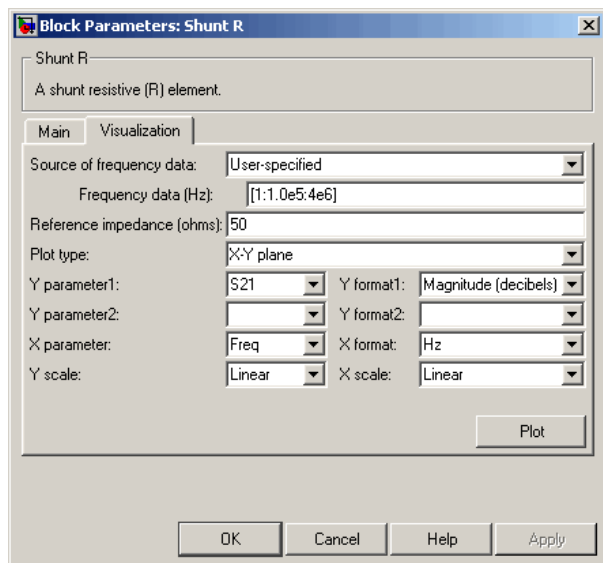 Block Parameters: Shunt R
Shunt R
A shunt resistive (R) element.
Main Visualization
Source of frequency data: User-specified
Frequency data (Hz): [1:1.0e5:4e6]
Reference impedance (ohms): 50
Plot type: X-Y plane
Y parameter1: S21 Y format1: Magnitude (decibels)
Y parameter2: Y format2:
X parameter: Freq X format: Hz
Y scale: Linear X scale: Linear
Plot
OK Cancel Help Apply